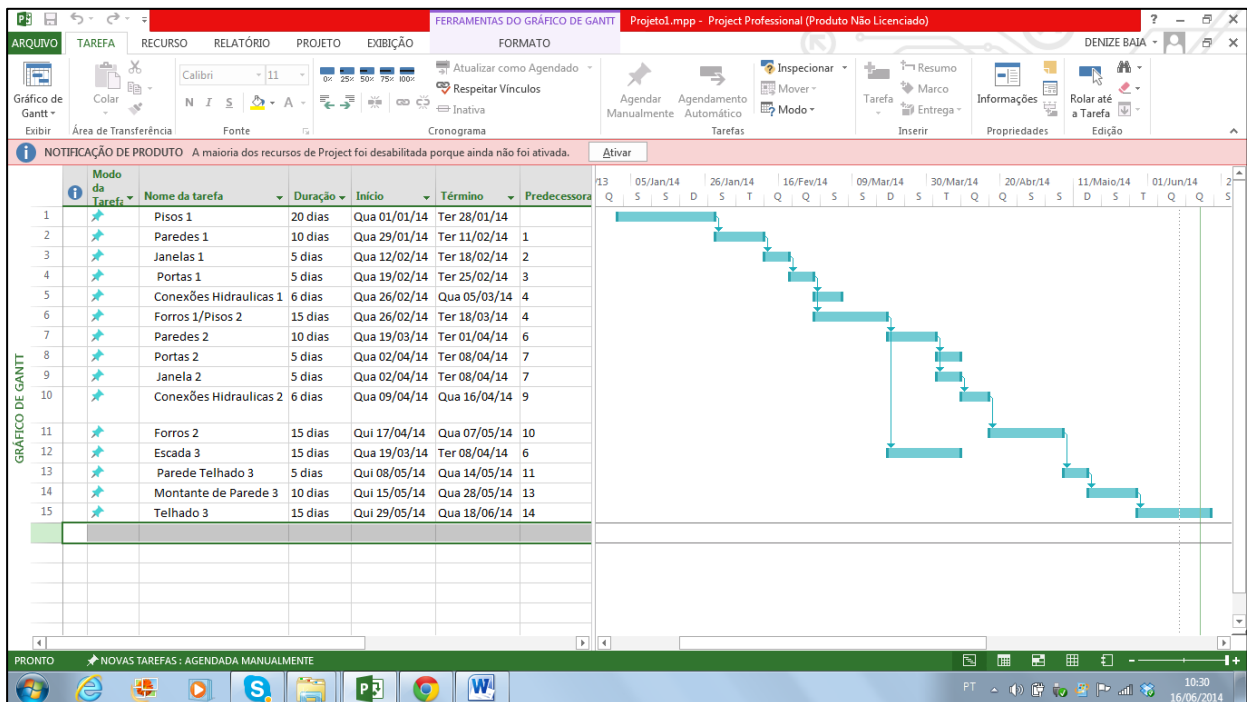 FERRAMENTAS DO GRÁFICO DE GANTT Projeto1.mpp - Project Professional (Produto Não Licenciado)
ARQUIVO TAREFA RECURSO RELATÓRIO PROJETO EXIBIÇÃO FORMATO DENIZE BAIA
Gráfico de Gantt
Exibir
Colar
Área de Transferência
Calibri 11
N I S A
Fonte
0% 25% 50% 75% 100%
Atualizar como Agendado
Respeitar Vínculos
Inativa
Cronograma
Agendar Manualmente
Agendamento Automático
Inspecionar
Mover
Modo
Tarefas
Tarefa
Resumo
Marco
Entrega
Inserir
Informações
Propriedades
Rolar até a Tarefa
Edição
NOTIFICAÇÃO DE PRODUTO A maioria dos recursos de Project foi desabilitada porque ainda não foi ativada. Ativar
GRÁFICO DE GANTT
Modo da Tarefa Nome da tarefa Duração Início Término Predecessora
'13 05/Jan/14 26/Jan/14 16/Fev/14 09/Mar/14 30/Mar/14 20/Abr/14 11/Maio/14 01/Jun/14 2
Q S S D S T Q Q S S D S T Q Q S S D S T Q Q S
1 Pisos 1 20 dias Qua 01/01/14 Ter 28/01/14
2 Paredes 1 10 dias Qua 29/01/14 Ter 11/02/14 1
3 Janelas 1 5 dias Qua 12/02/14 Ter 18/02/14 2
4 Portas 1 5 dias Qua 19/02/14 Ter 25/02/14 3
5 Conexões Hidraulicas 1 6 dias Qua 26/02/14 Qua 05/03/14 4
6 Forros 1/Pisos 2 15 dias Qua 26/02/14 Ter 18/03/14 4
7 Paredes 2 10 dias Qua 19/03/14 Ter 01/04/14 6
8 Portas 2 5 dias Qua 02/04/14 Ter 08/04/14 7
9 Janela 2 5 dias Qua 02/04/14 Ter 08/04/14 7
10 Conexões Hidraulicas 2 6 dias Qua 09/04/14 Qua 16/04/14 9
11 Forros 2 15 dias Qui 17/04/14 Qua 07/05/14 10
12 Escada 3 15 dias Qua 19/03/14 Ter 08/04/14 6
13 Parede Telhado 3 5 dias Qui 08/05/14 Qua 14/05/14 11
14 Montante de Parede 3 10 dias Qui 15/05/14 Qua 28/05/14 13
15 Telhado 3 15 dias Qui 29/05/14 Qua 18/06/14 14
PRONTO NOVAS TAREFAS : AGENDADA MANUALMENTE
PT 10:30
16/06/2014